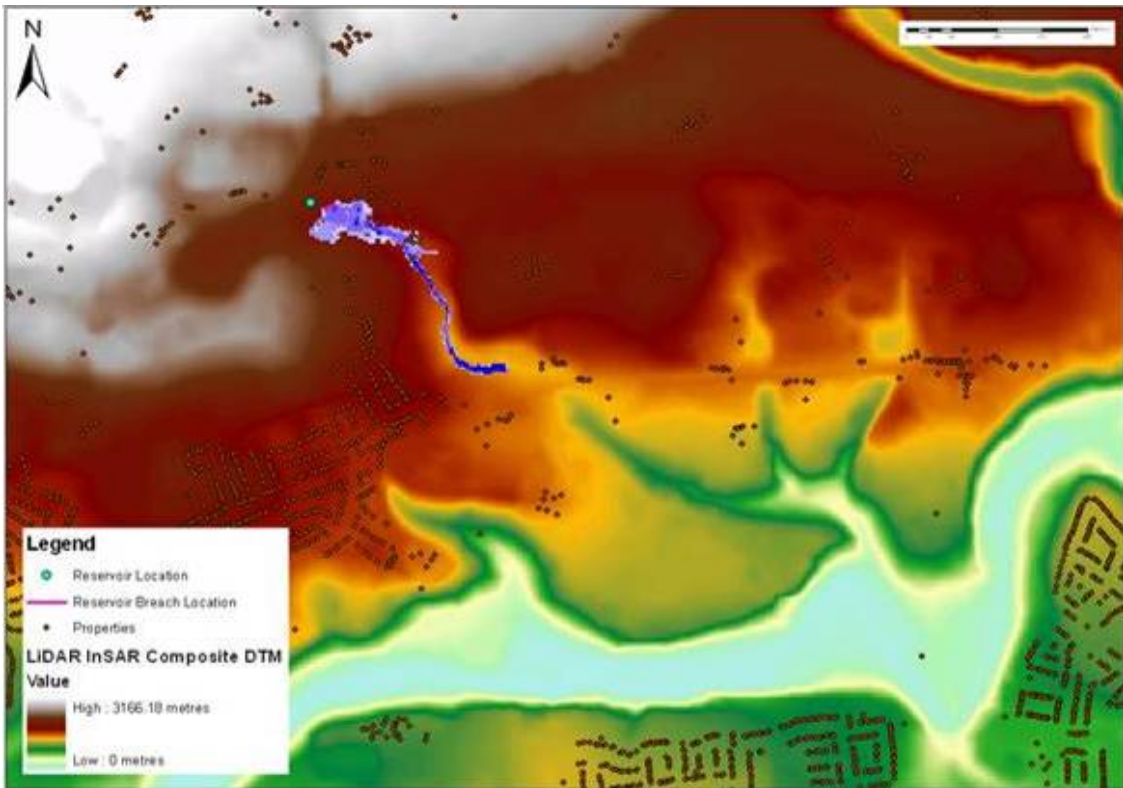 N
Legend
Reservoir Location
Reservoir Breach Location
Properties
LiDAR InSAR Composite DTM
Value
High : 3166.18 metres
Low : 0 metres